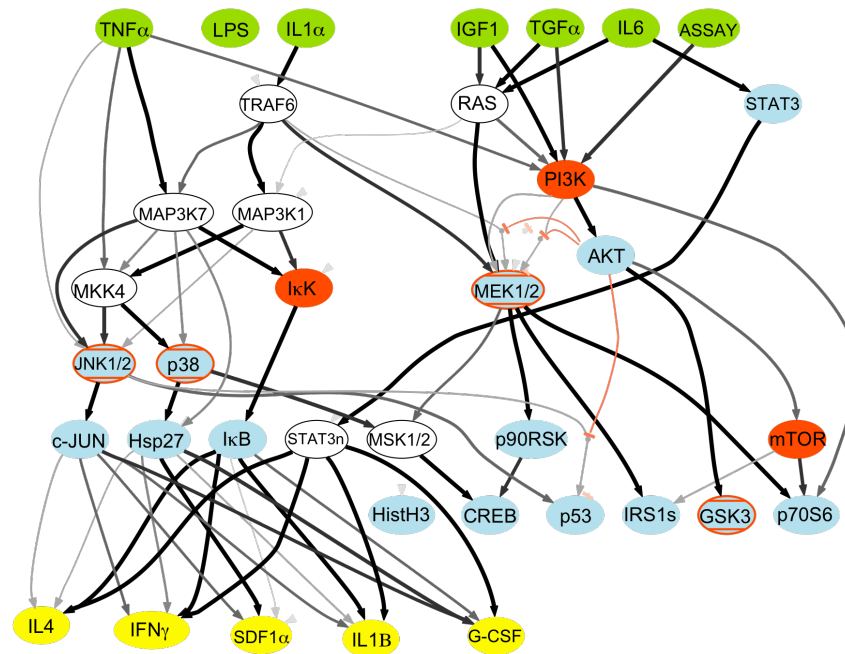 TNFα
LPS
IL1α
IGF1
TGFα
IL6
ASSAY
TRAF6
RAS
STAT3
PI3K
MAP3K7
MAP3K1
AKT
MKK4
IκK
MEK1/2
JNK1/2
p38
c-JUN
Hsp27
IκB
STAT3n
MSK1/2
p90RSK
mTOR
HistH3
CREB
p53
IRS1s
GSK3
p70S6
IL4
IFNγ
SDF1α
IL1B
G-CSF